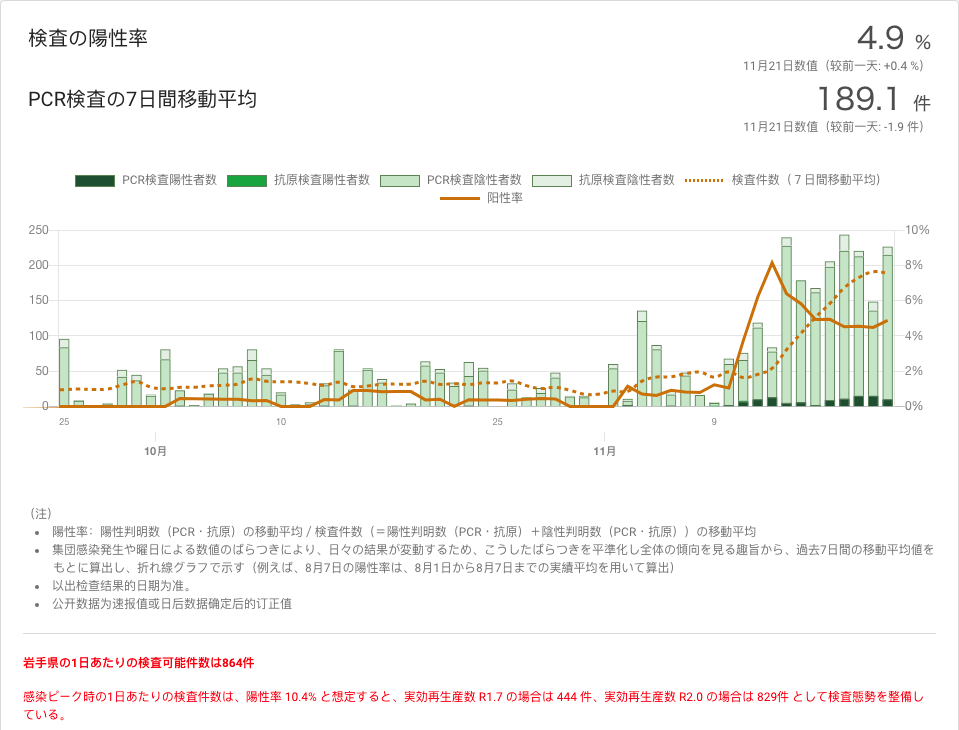 検査の陽性率
4.9 %
11月21日数值（较前一天: +0.4 %）
PCR検査の7日間移動平均
189.1 件
11月21日数值（较前一天: -1.9 件）
PCR検査陽性者数 抗原検査陽性者数 PCR検査陰性者数 抗原検査陰性者数 検査件数（７日間移動平均）
阳性率
250 10%
200 8%
150 6%
100 4%
50 2%
0 0%
25 10 25 9
10月 11月
（注）
• 陽性率：陽性判明数（PCR・抗原）の移動平均 / 検査件数（＝陽性判明数（PCR・抗原）＋陰性判明数（PCR・抗原））の移動平均
• 集団感染発生や曜日による数値のばらつきにより、日々の結果が変動するため、こうしたばらつきを平準化し全体の傾向を見る趣旨から、過去7日間の移動平均値を
もとに算出し、折れ線グラフで示す（例えば、8月7日の陽性率は、8月1日から8月7日までの実績平均を用いて算出）
• 以出检查结果的日期为准。
• 公开数据为速报值或日后数据确定后的订正值
岩手県の1日あたりの検査可能件数は864件
感染ピーク時の1日あたりの検査件数は、陽性率 10.4% と想定すると、実効再生産数 R1.7 の場合は 444 件、実効再生産数 R2.0 の場合は 829件 として検査態勢を整備し
ている。